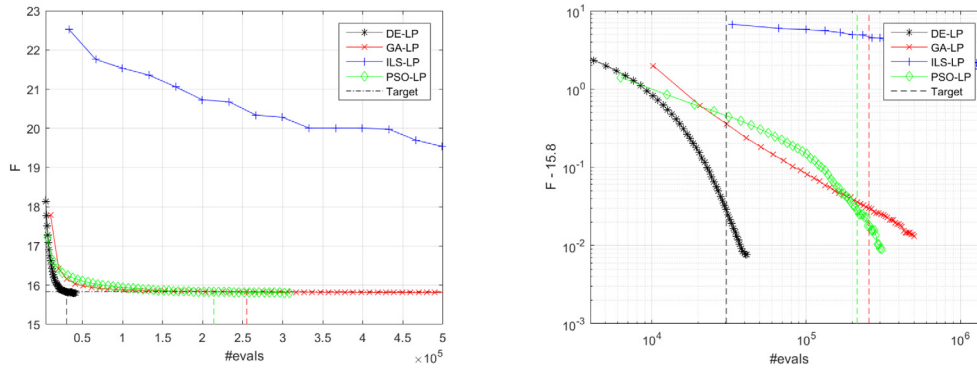 23
22
21
20
19
18
17
16
15
F
0.5
1
1.5
2
2.5
3
3.5
4
4.5
5
#evals
× 10^5
DE-LP
GA-LP
ILS-LP
PSO-LP
Target
10^1
10^0
10^-1
10^-2
10^-3
F - 15.8
10^4
10^5
10^6
#evals
DE-LP
GA-LP
ILS-LP
PSO-LP
Target